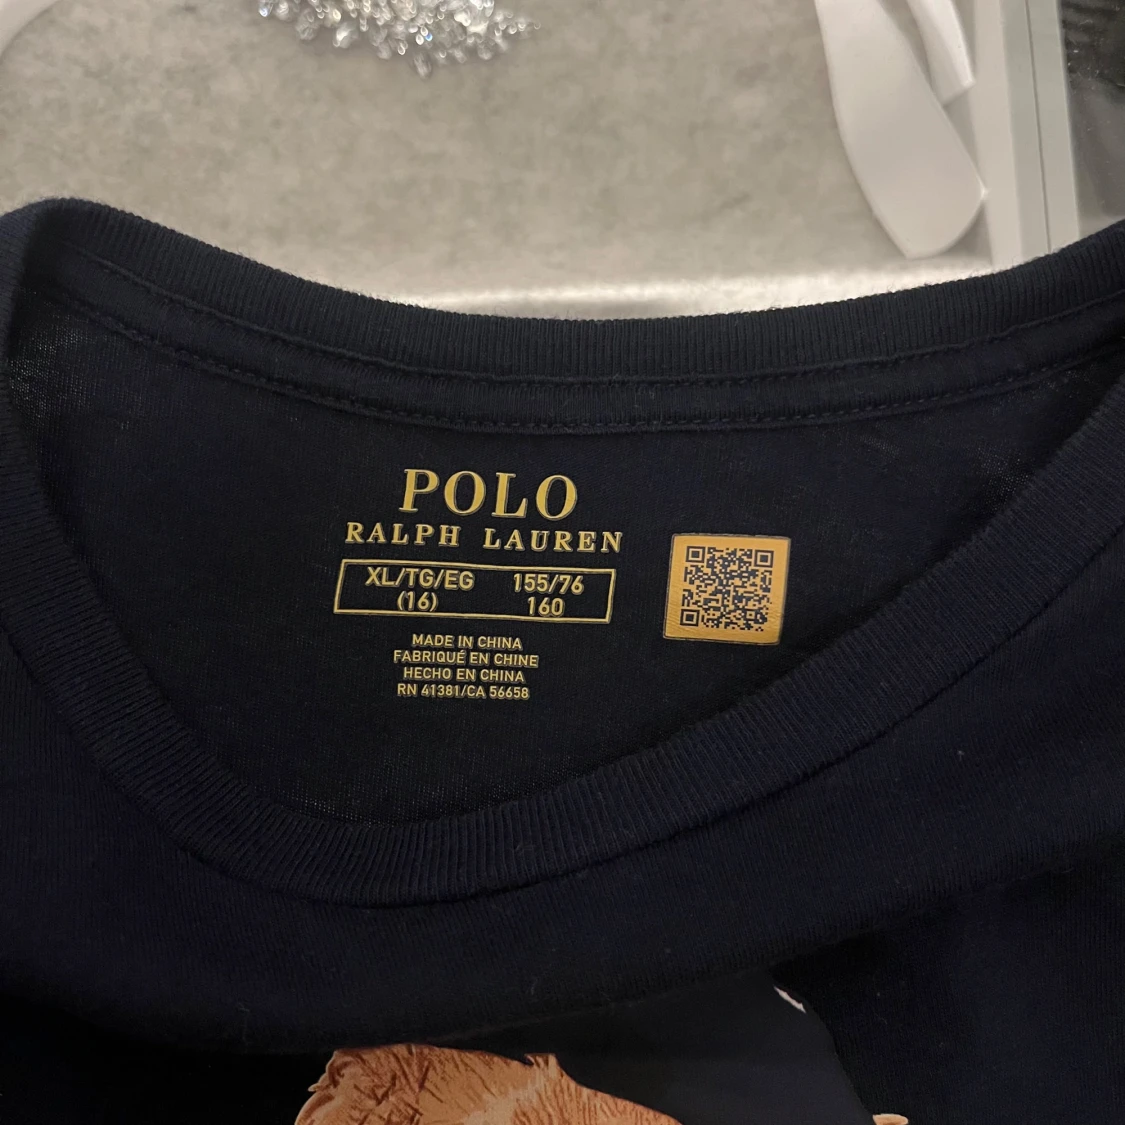 POLO
RALPH LAUREN
XL/TG/EG 155/76
(16) 160
MADE IN CHINA
FABRIQUÉ EN CHINE
HECHO EN CHINA
RN 41381/CA 56658